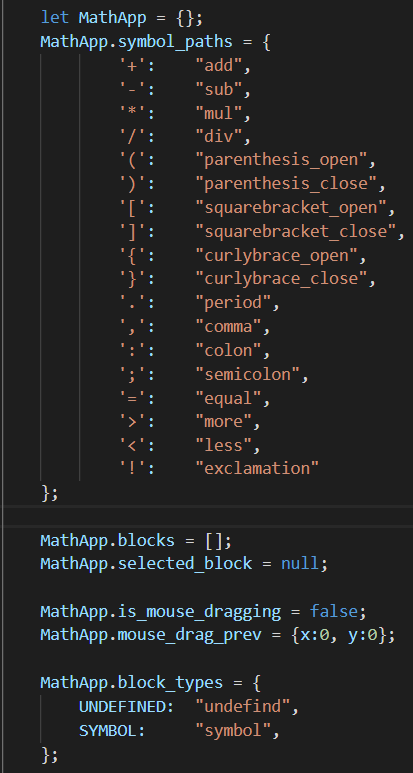 let MathApp = {};
MathApp.symbol_paths = {
'+': "add",
'-': "sub",
'*': "mul",
'/': "div",
'(': "parenthesis_open",
')': "parenthesis_close",
'[': "squarebracket_open",
']': "squarebracket_close",
'{': "curlybrace_open",
'}': "curlybrace_close",
'.': "period",
',': "comma",
':': "colon",
';': "semicolon",
'=': "equal",
'>': "more",
'<': "less",
'!': "exclamation"
};
MathApp.blocks = [];
MathApp.selected_block = null;
MathApp.is_mouse_dragging = false;
MathApp.mouse_drag_prev = {x:0, y:0};
MathApp.block_types = {
UNDEFINED: "undefind",
SYMBOL: "symbol",
};